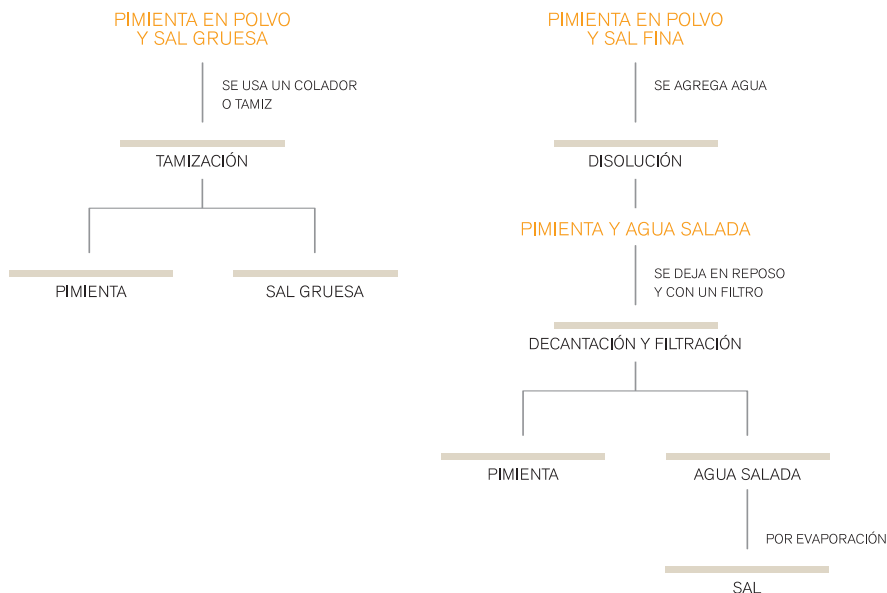 PIMIENTA EN POLVO
Y SAL GRUESA
SE USA UN COLADOR
O TAMIZ
TAMIZACIÓN
PIMIENTA
SAL GRUESA
PIMIENTA EN POLVO
Y SAL FINA
SE AGREGA AGUA
DISOLUCIÓN
PIMIENTA Y AGUA SALADA
SE DEJA EN REPOSO
Y CON UN FILTRO
DECANTACIÓN Y FILTRACIÓN
PIMIENTA
AGUA SALADA
POR EVAPORACIÓN
SAL